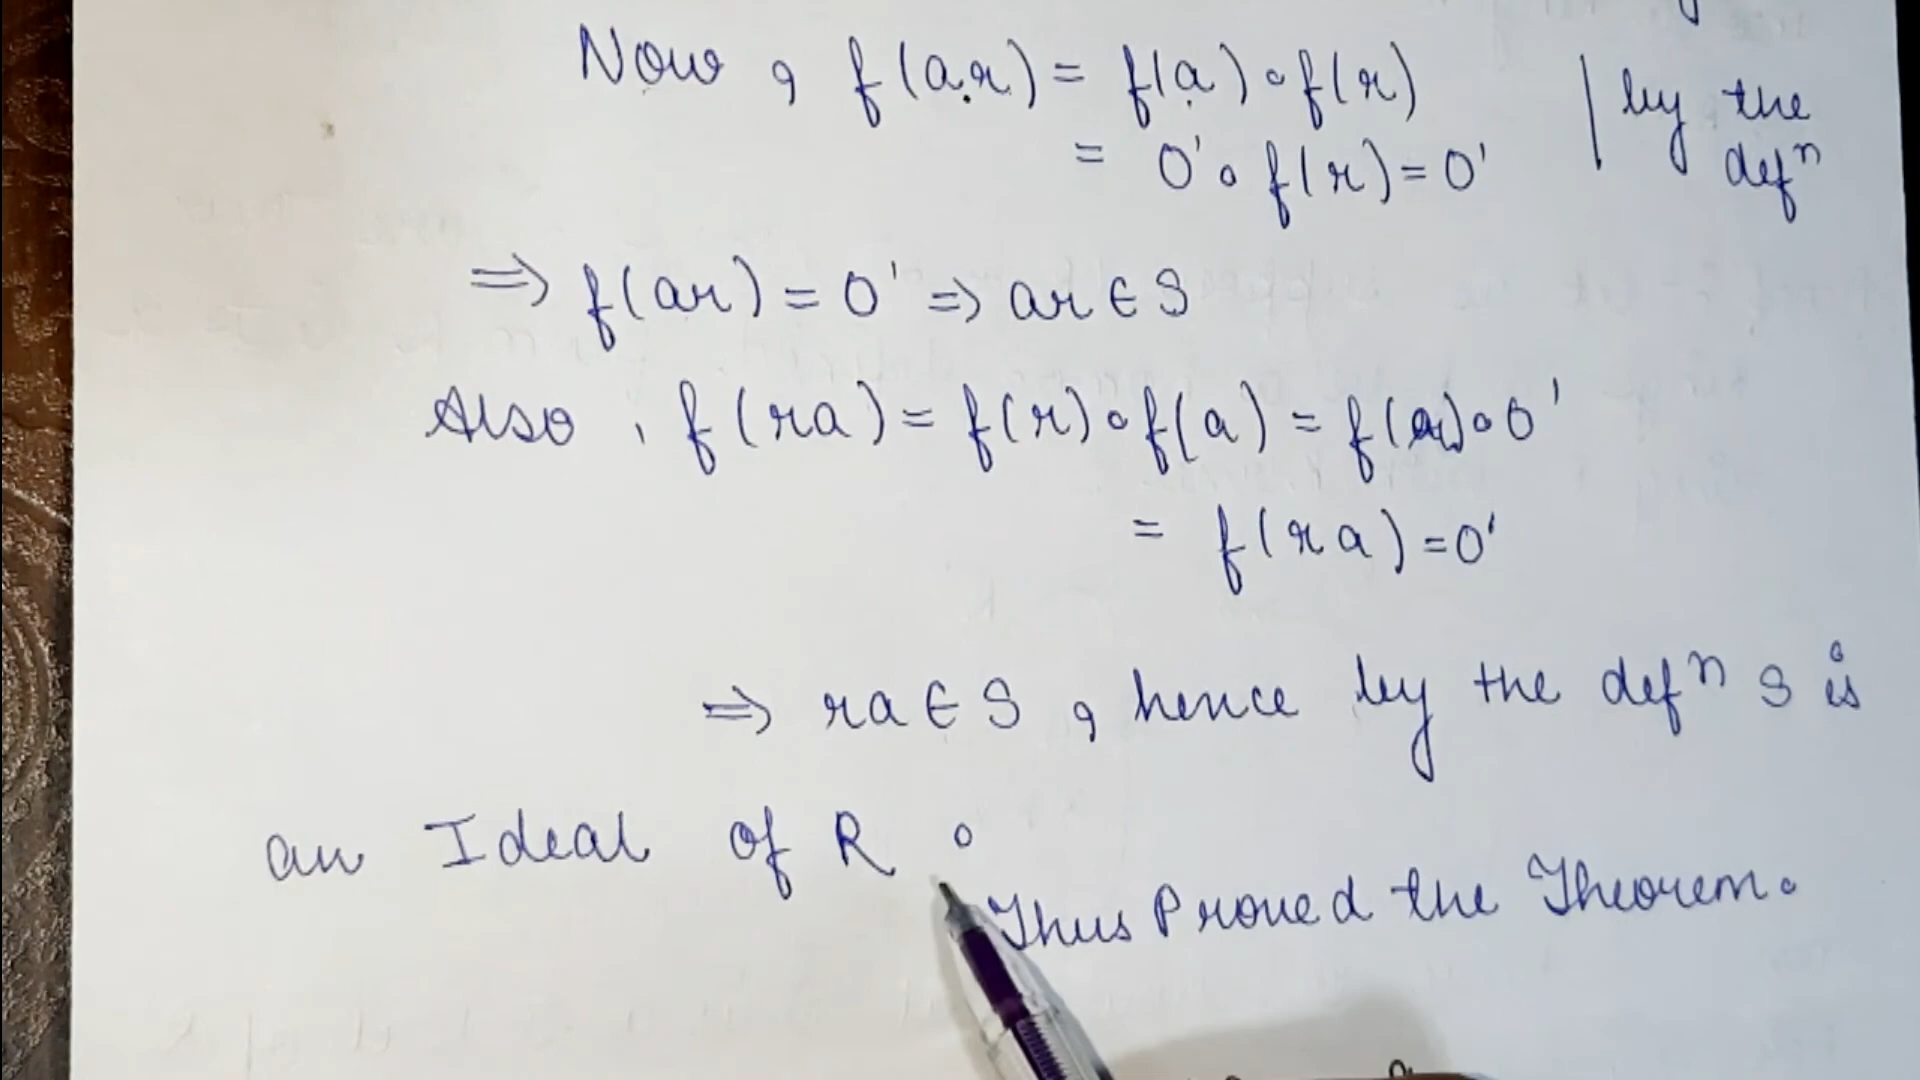 Now, f(a.r) = f(a)∘f(r) | by the
= 0'∘f(r) = 0' defⁿ
⇒ f(ar) = 0' ⇒ ar ∈ S
Also, f(ra) = f(r)∘f(a) = f( )∘0'
= f(ra) = 0'
⇒ ra ∈ S, hence by the defⁿ S is
an Ideal of R.
Thus Proved the Theorem.